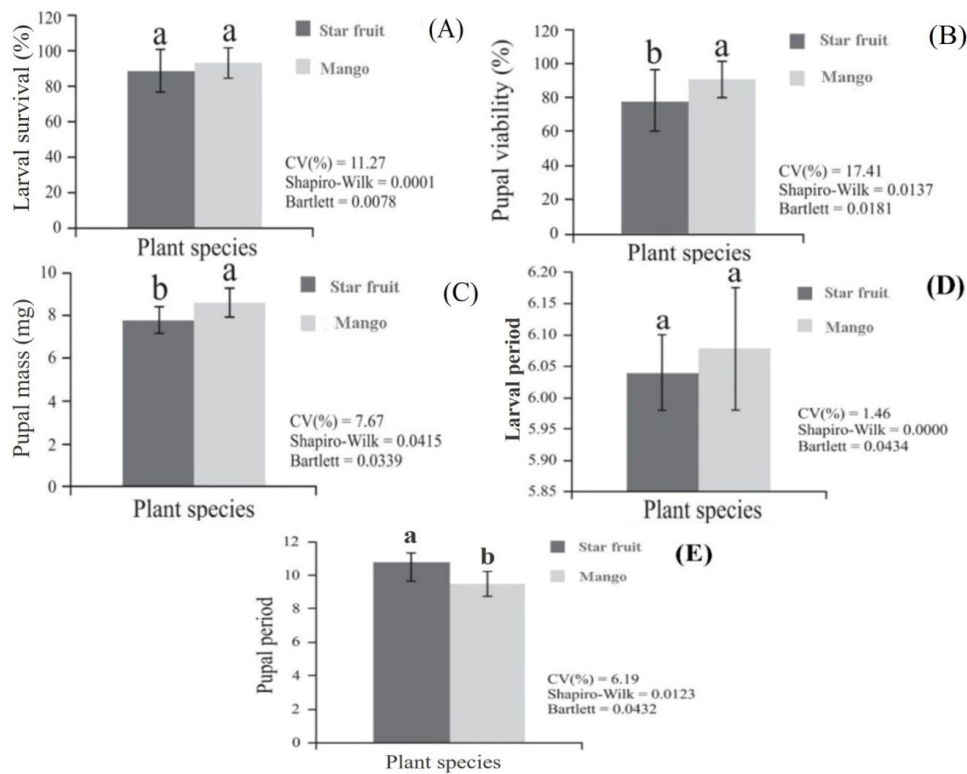 Larval survival (%)
120
100
80
60
40
20
0
a
a
Star fruit
Mango
(A)
CV(%) = 11.27
Shapiro-Wilk = 0.0001
Bartlett = 0.0078
Plant species
Pupal viability (%)
120
100
80
60
40
20
0
b
a
Star fruit
Mango
(B)
CV(%) = 17.41
Shapiro-Wilk = 0.0137
Bartlett = 0.0181
Plant species
Pupal mass (mg)
10
8
6
4
2
0
b
a
Star fruit
Mango
(C)
CV(%) = 7.67
Shapiro-Wilk = 0.0415
Bartlett = 0.0339
Plant species
Larval period
6.20
6.15
6.10
6.05
6.00
5.95
5.90
5.85
a
a
Star fruit
Mango
(D)
CV(%) = 1.46
Shapiro-Wilk = 0.0000
Bartlett = 0.0434
Plant species
Pupal period
12
10
8
6
4
2
0
a
b
Star fruit
Mango
(E)
CV(%) = 6.19
Shapiro-Wilk = 0.0123
Bartlett = 0.0432
Plant species